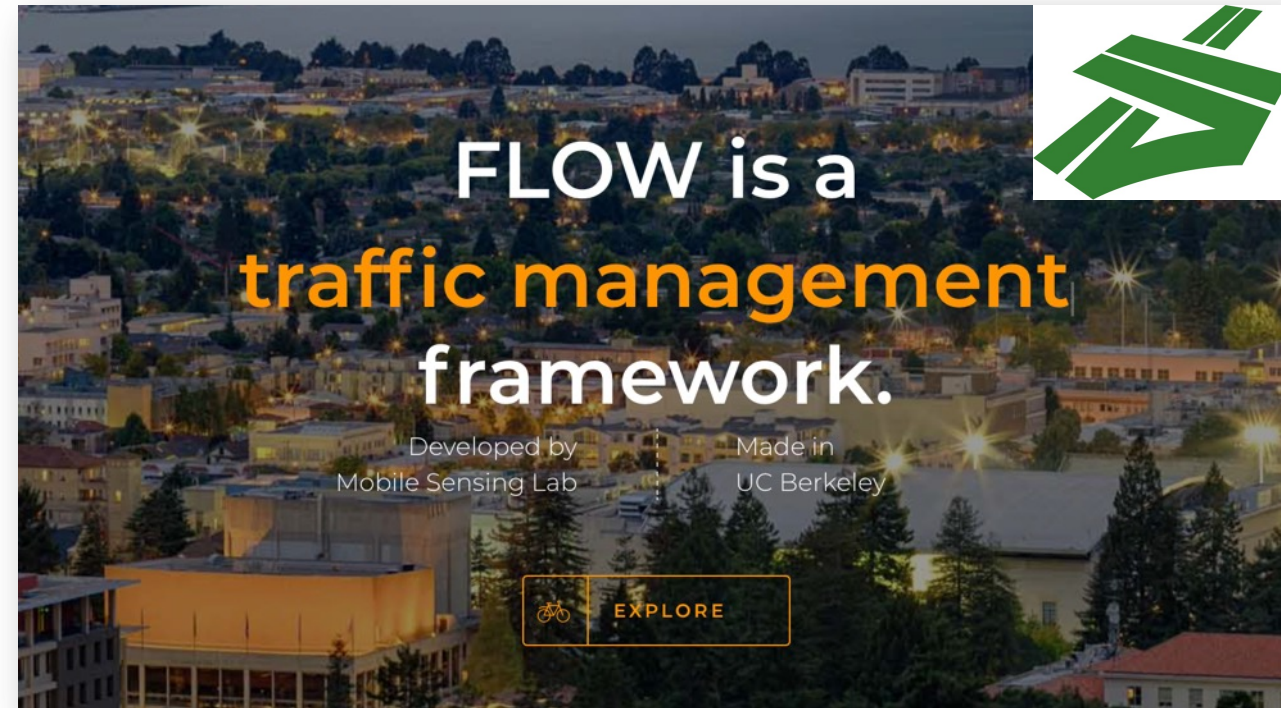 FLOW is a
traffic management
framework.
Developed by
Mobile Sensing Lab
Made in
UC Berkeley
EXPLORE